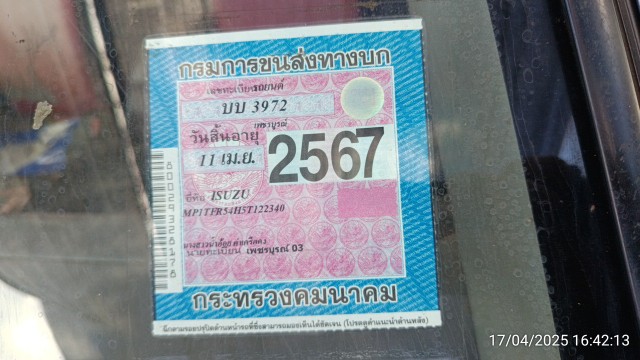 กรมการขนส่งทางบก
เลขทะเบียนรถยนต์
บบ 3972
เพชรบูรณ์
วันสิ้นอายุ
11 เม.ย.
2567
ยี่ห้อ ISUZU
MP1TFR54H5T122340
นายทะเบียน เพชรบูรณ์ 03
กระทรวงคมนาคม
17/04/2025 16:42:13